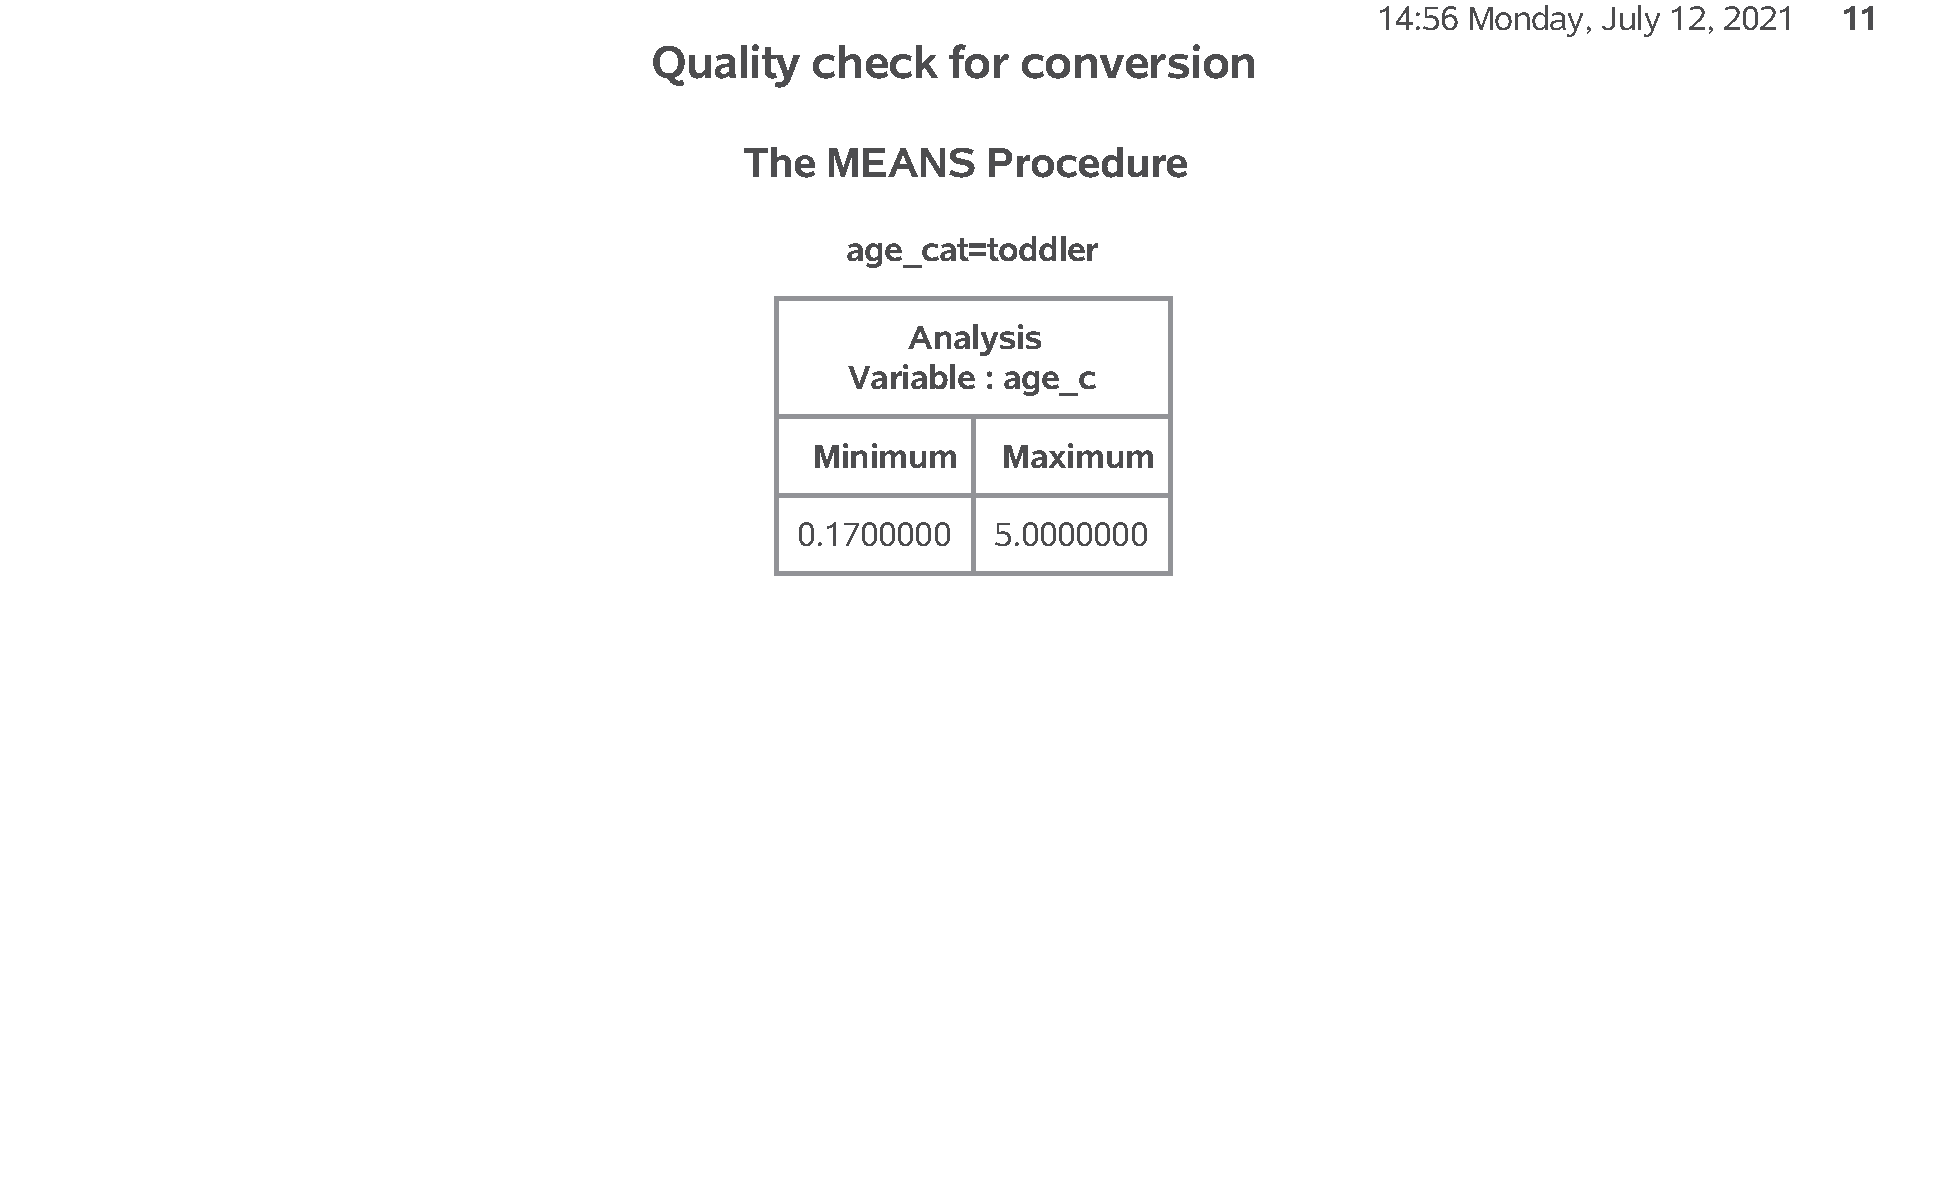 14:56 Monday, July 12, 2021 11
Quality check for conversion
The MEANS Procedure
age_cat=toddler
Analysis
Variable : age_c
Minimum Maximum
0.1700000 5.0000000